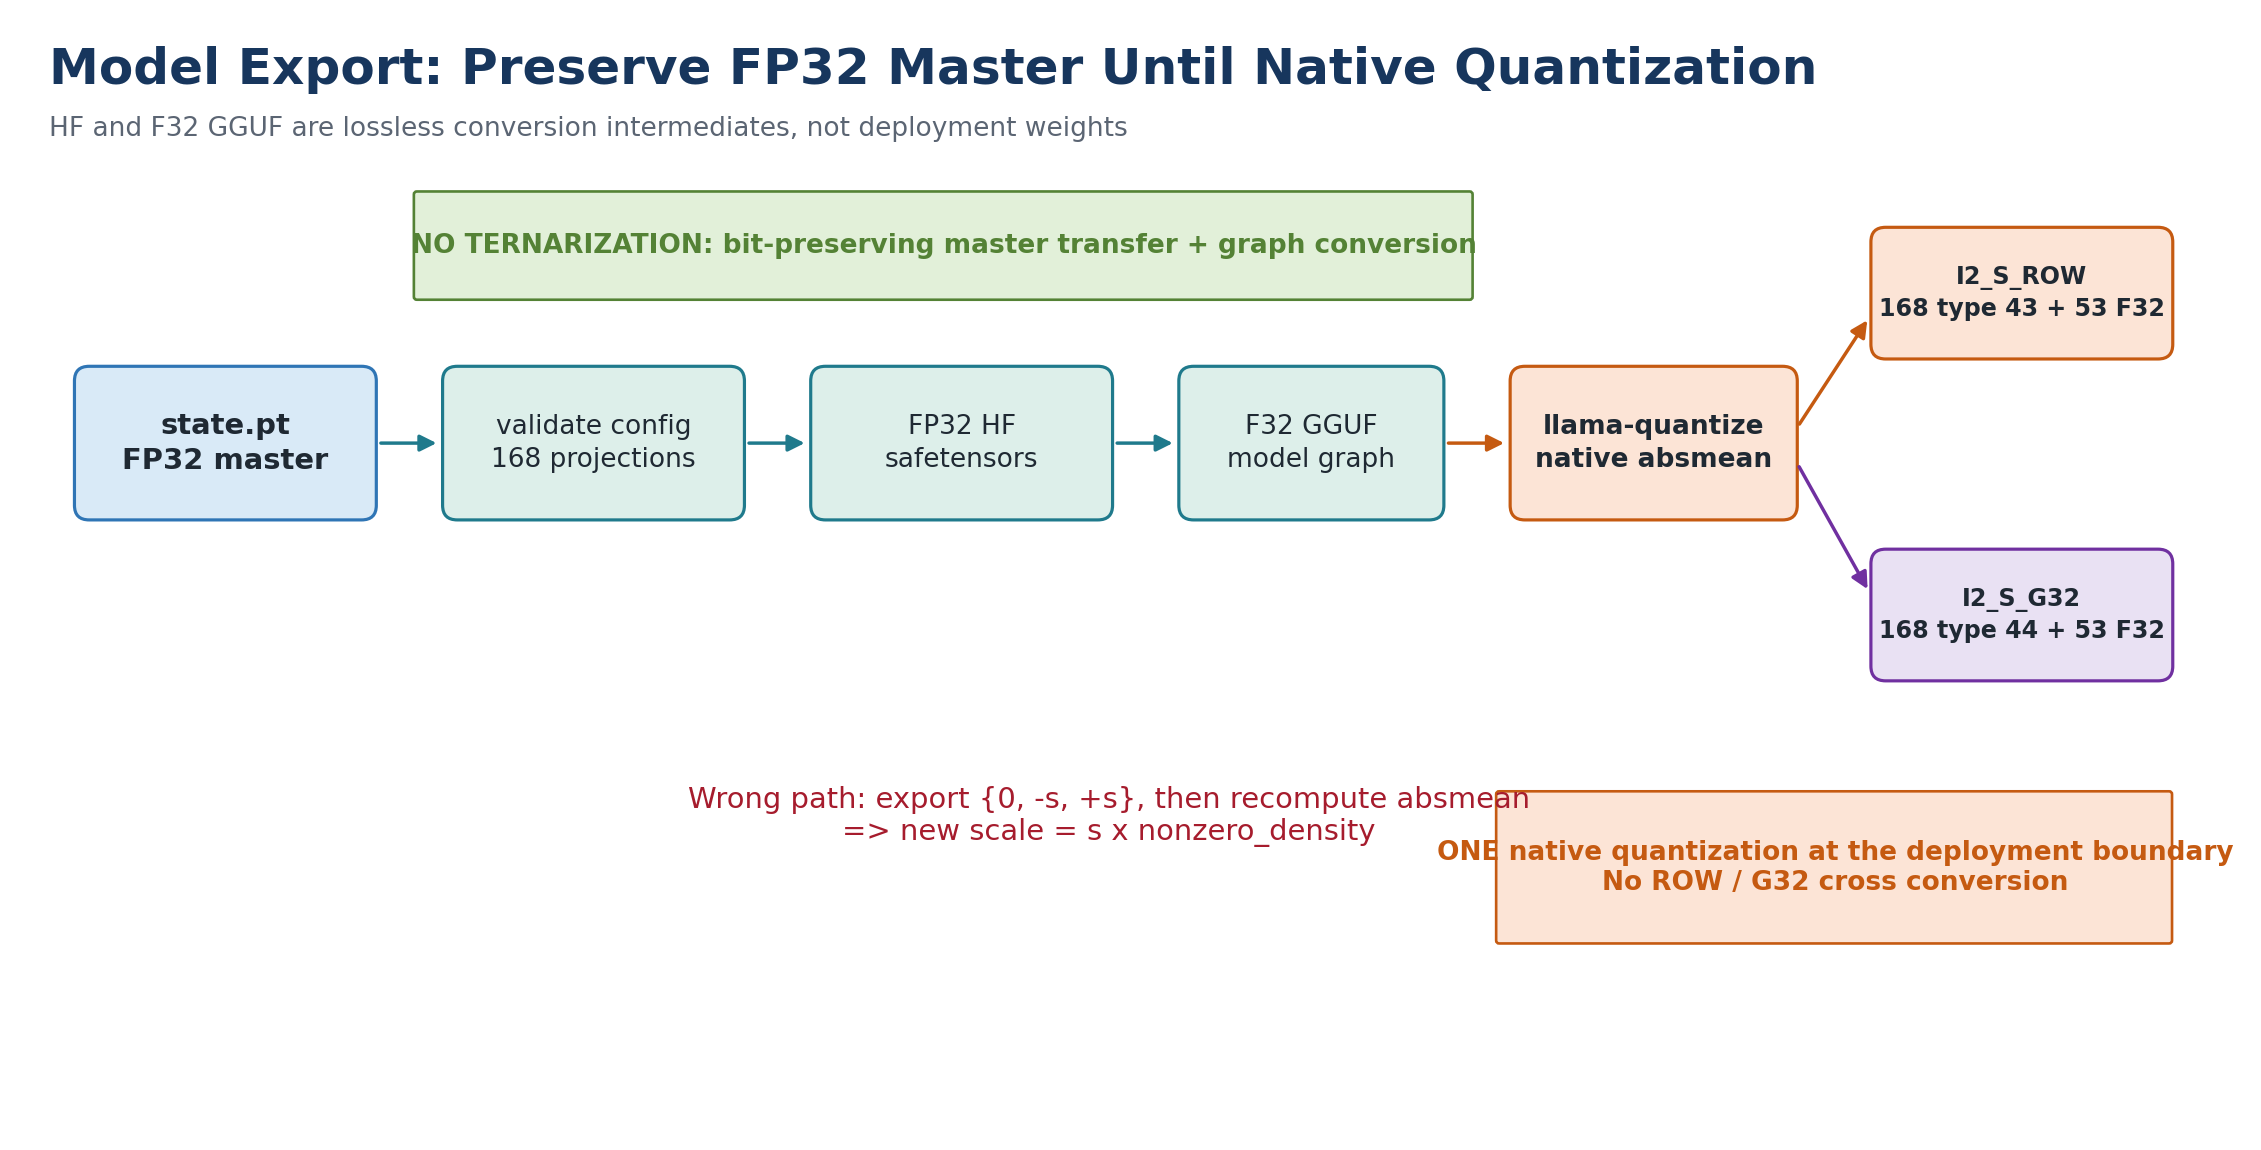 Model Export: Preserve FP32 Master Until Native Quantization
HF and F32 GGUF are lossless conversion intermediates, not deployment weights
NO TERNARIZATION: bit-preserving master transfer + graph conversion
state.pt
FP32 master
validate config
168 projections
FP32 HF
safetensors
F32 GGUF
model graph
llama-quantize
native absmean
I2_S_ROW
168 type 43 + 53 F32
I2_S_G32
168 type 44 + 53 F32
Wrong path: export {0, -s, +s}, then recompute absmean
=> new scale = s x nonzero_density
ONE native quantization at the deployment boundary
No ROW / G32 cross conversion